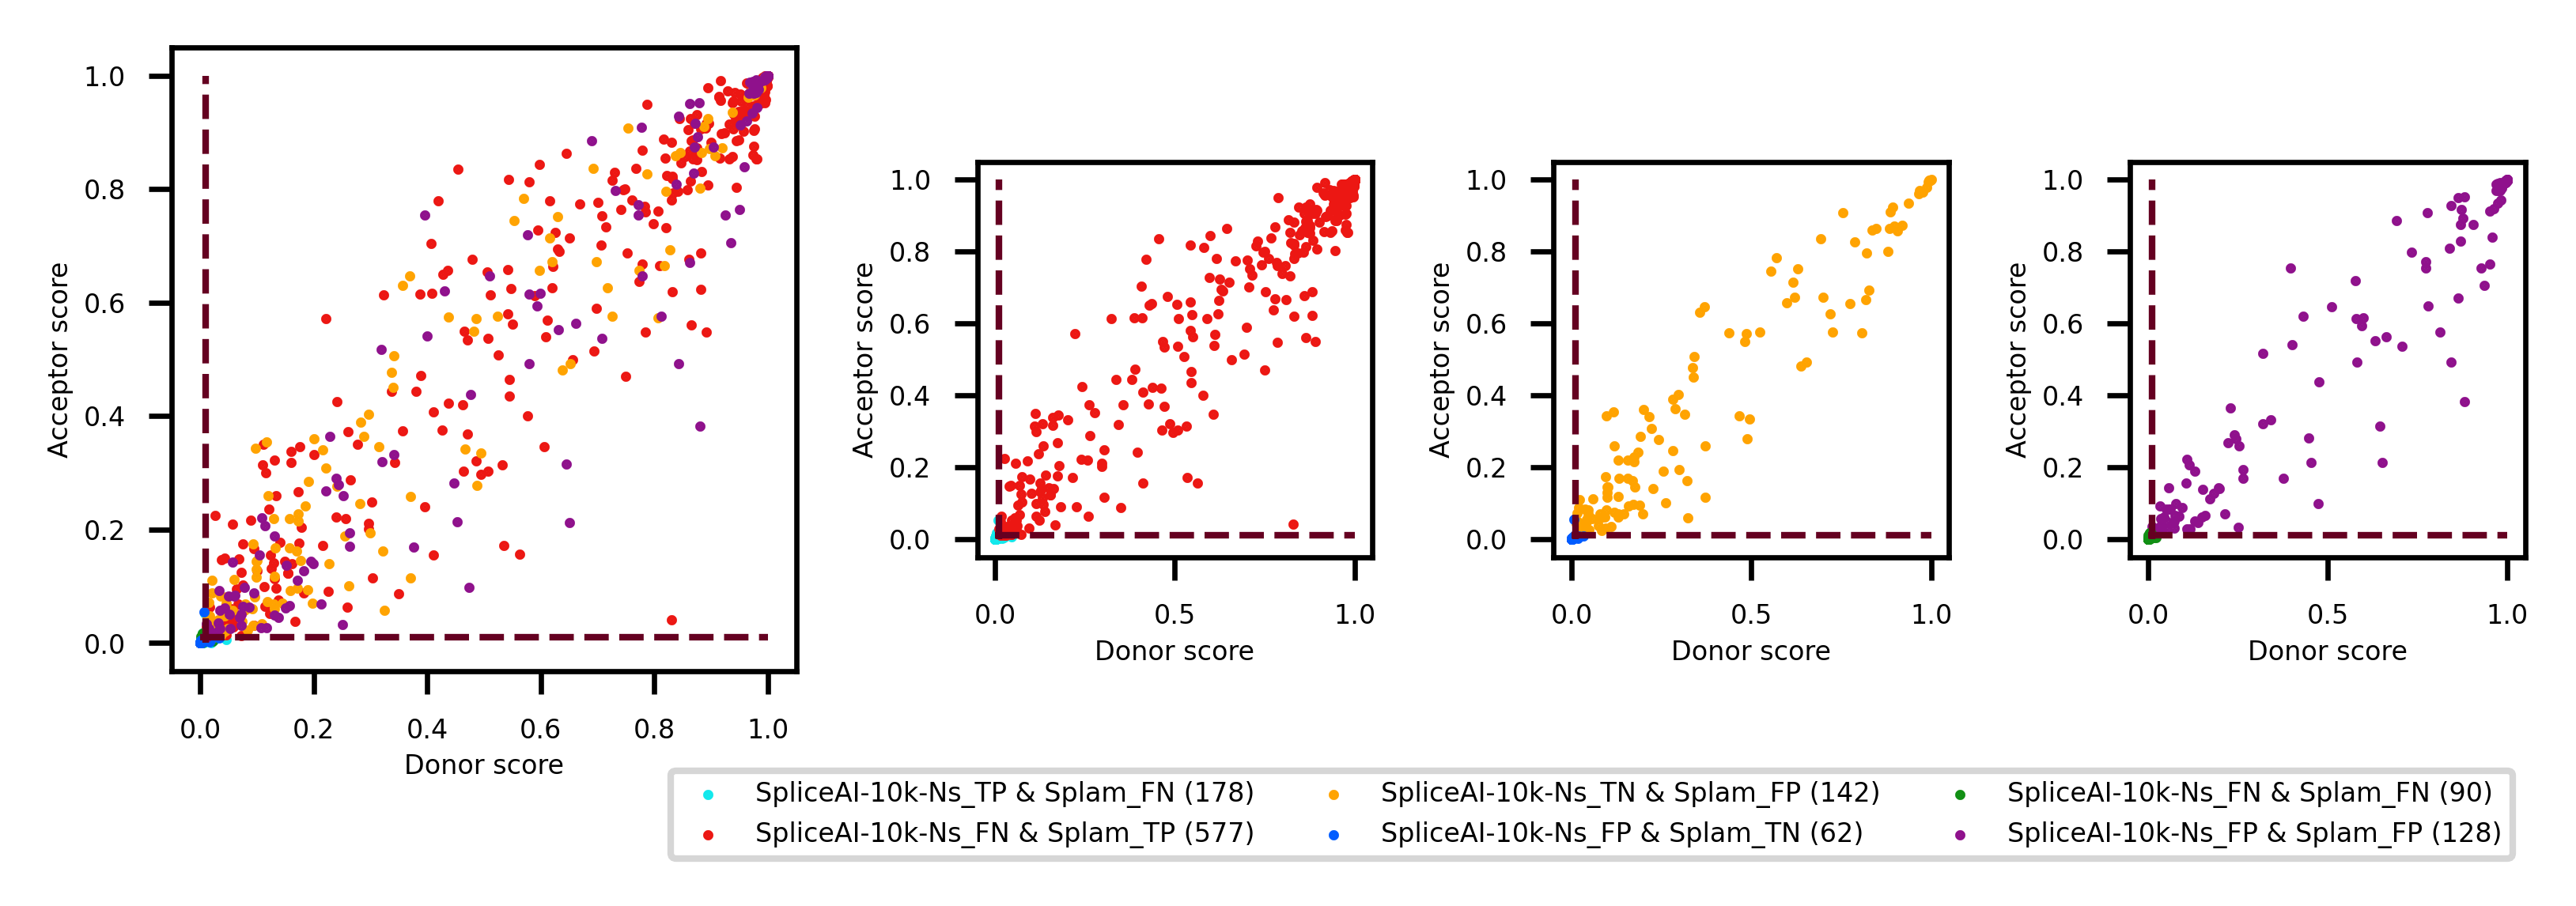 1.0
0.8
0.6
0.4
0.2
0.0
Acceptor score
0.0 0.2 0.4 0.6 0.8 1.0
Donor score
1.0
0.8
0.6
0.4
0.2
0.0
Acceptor score
0.0 0.5 1.0
Donor score
1.0
0.8
0.6
0.4
0.2
0.0
Acceptor score
0.0 0.5 1.0
Donor score
1.0
0.8
0.6
0.4
0.2
0.0
Acceptor score
0.0 0.5 1.0
Donor score
SpliceAI-10k-Ns_TP & Splam_FN (178)
SpliceAI-10k-Ns_FN & Splam_TP (577)
SpliceAI-10k-Ns_TN & Splam_FP (142)
SpliceAI-10k-Ns_FP & Splam_TN (62)
SpliceAI-10k-Ns_FN & Splam_FN (90)
SpliceAI-10k-Ns_FP & Splam_FP (128)